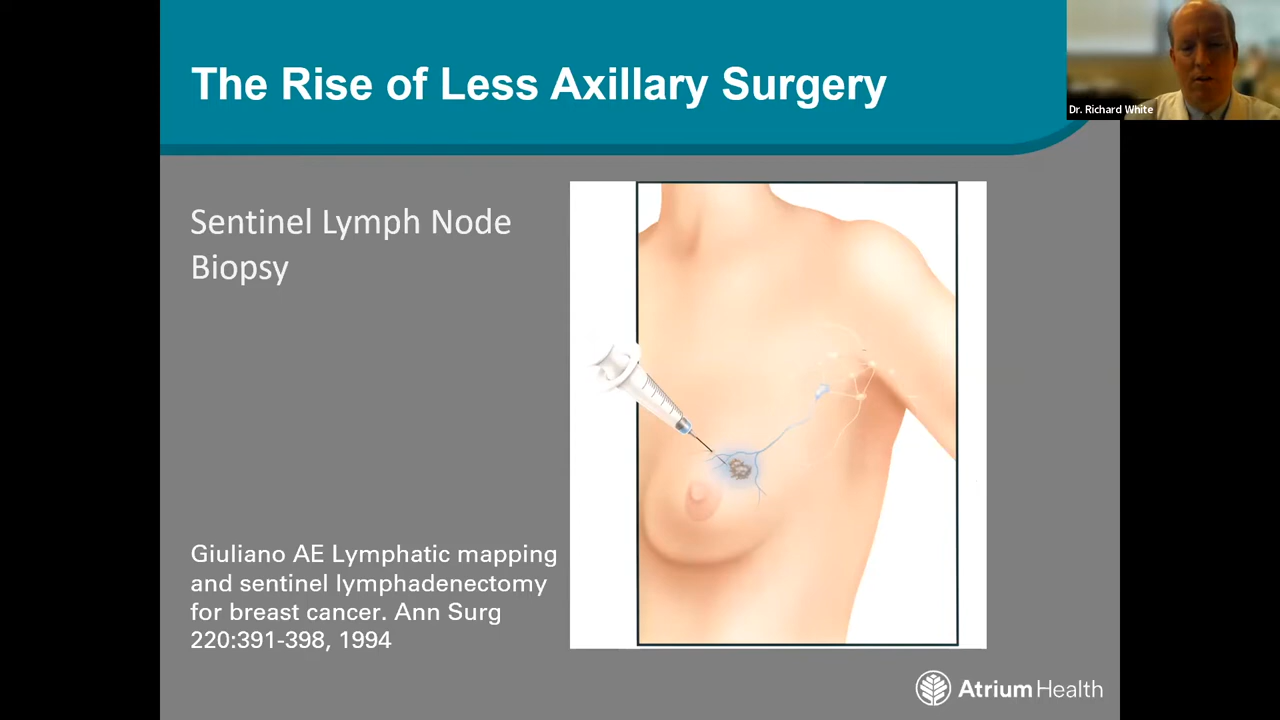 The Rise of Less Axillary Surgery
Dr. Richard White
Sentinel Lymph Node
Biopsy
Giuliano AE Lymphatic mapping
and sentinel lymphadenectomy
for breast cancer. Ann Surg
220:391-398, 1994
Atrium Health